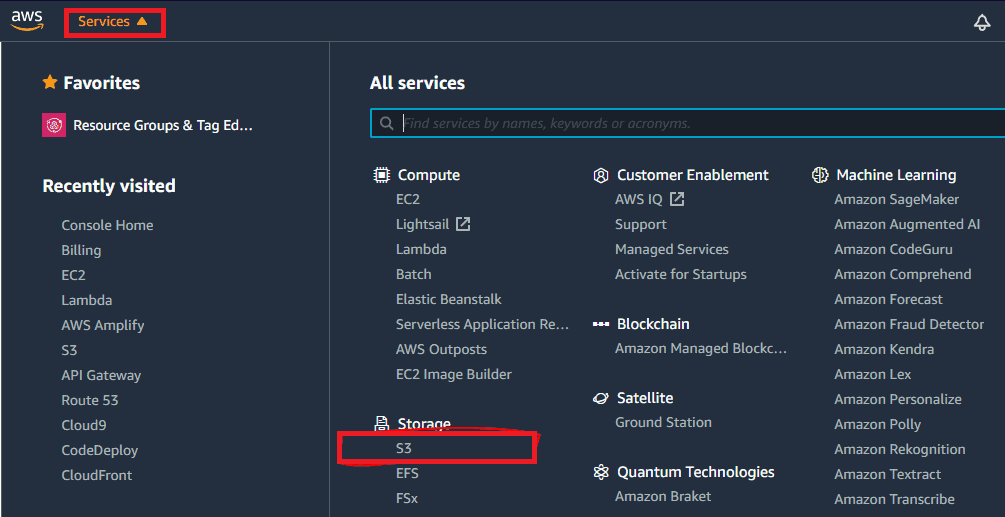 aws
Services
Favorites
Resource Groups & Tag Ed...
Recently visited
Console Home
Billing
EC2
Lambda
AWS Amplify
S3
API Gateway
Route 53
Cloud9
CodeDeploy
CloudFront
All services
Find services by names, keywords or acronyms.
Compute
EC2
Lightsail
Lambda
Batch
Elastic Beanstalk
Serverless Application Re...
AWS Outposts
EC2 Image Builder
Storage
S3
EFS
FSx
Customer Enablement
AWS IQ
Support
Managed Services
Activate for Startups
Blockchain
Amazon Managed Blockc...
Satellite
Ground Station
Quantum Technologies
Amazon Braket
Machine Learning
Amazon SageMaker
Amazon Augmented AI
Amazon CodeGuru
Amazon Comprehend
Amazon Forecast
Amazon Fraud Detector
Amazon Kendra
Amazon Lex
Amazon Personalize
Amazon Polly
Amazon Rekognition
Amazon Textract
Amazon Transcribe